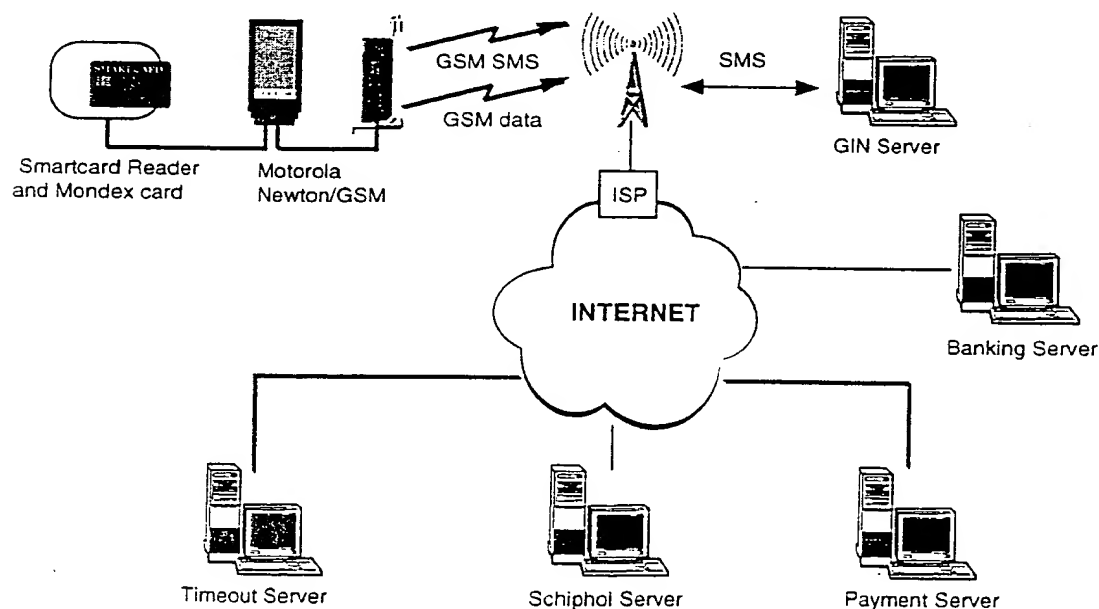 GSM SMS
GSM data
SMS
GIN Server
Smartcard Reader
and Mondex card
Motorola
Newton/GSM
ISP
INTERNET
Banking Server
Timeout Server
Schiphol Server
Payment Server